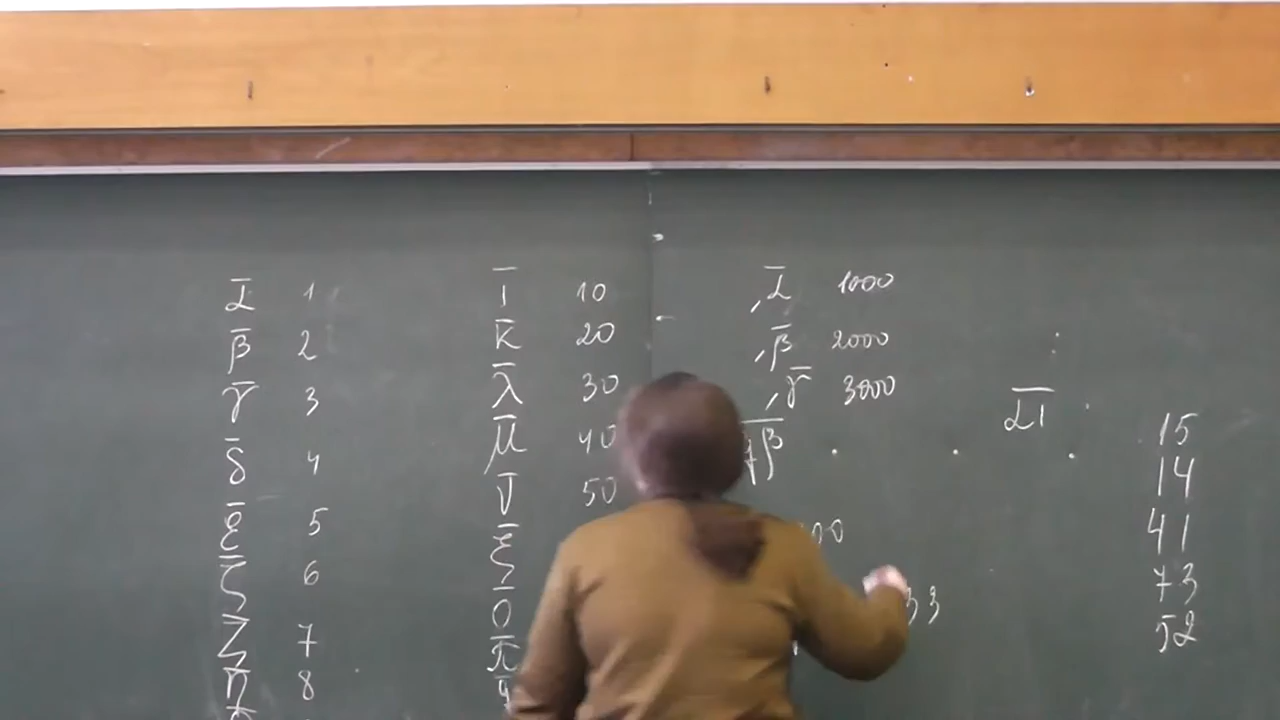 ᾱ 1
β̄ 2
γ̄ 3
δ̄ 4
ε̄ 5
ς̄ 6
ζ̄ 7
η̄ 8
ῑ 10
κ̄ 20
λ̄ 30
μ̄ 40
ν̄ 50
ξ̄
ο̄
π̄
͵ᾱ 1000
͵β̄ 2000
͵γ̄ 3000
ᾱῑ
15
14
41
73
52